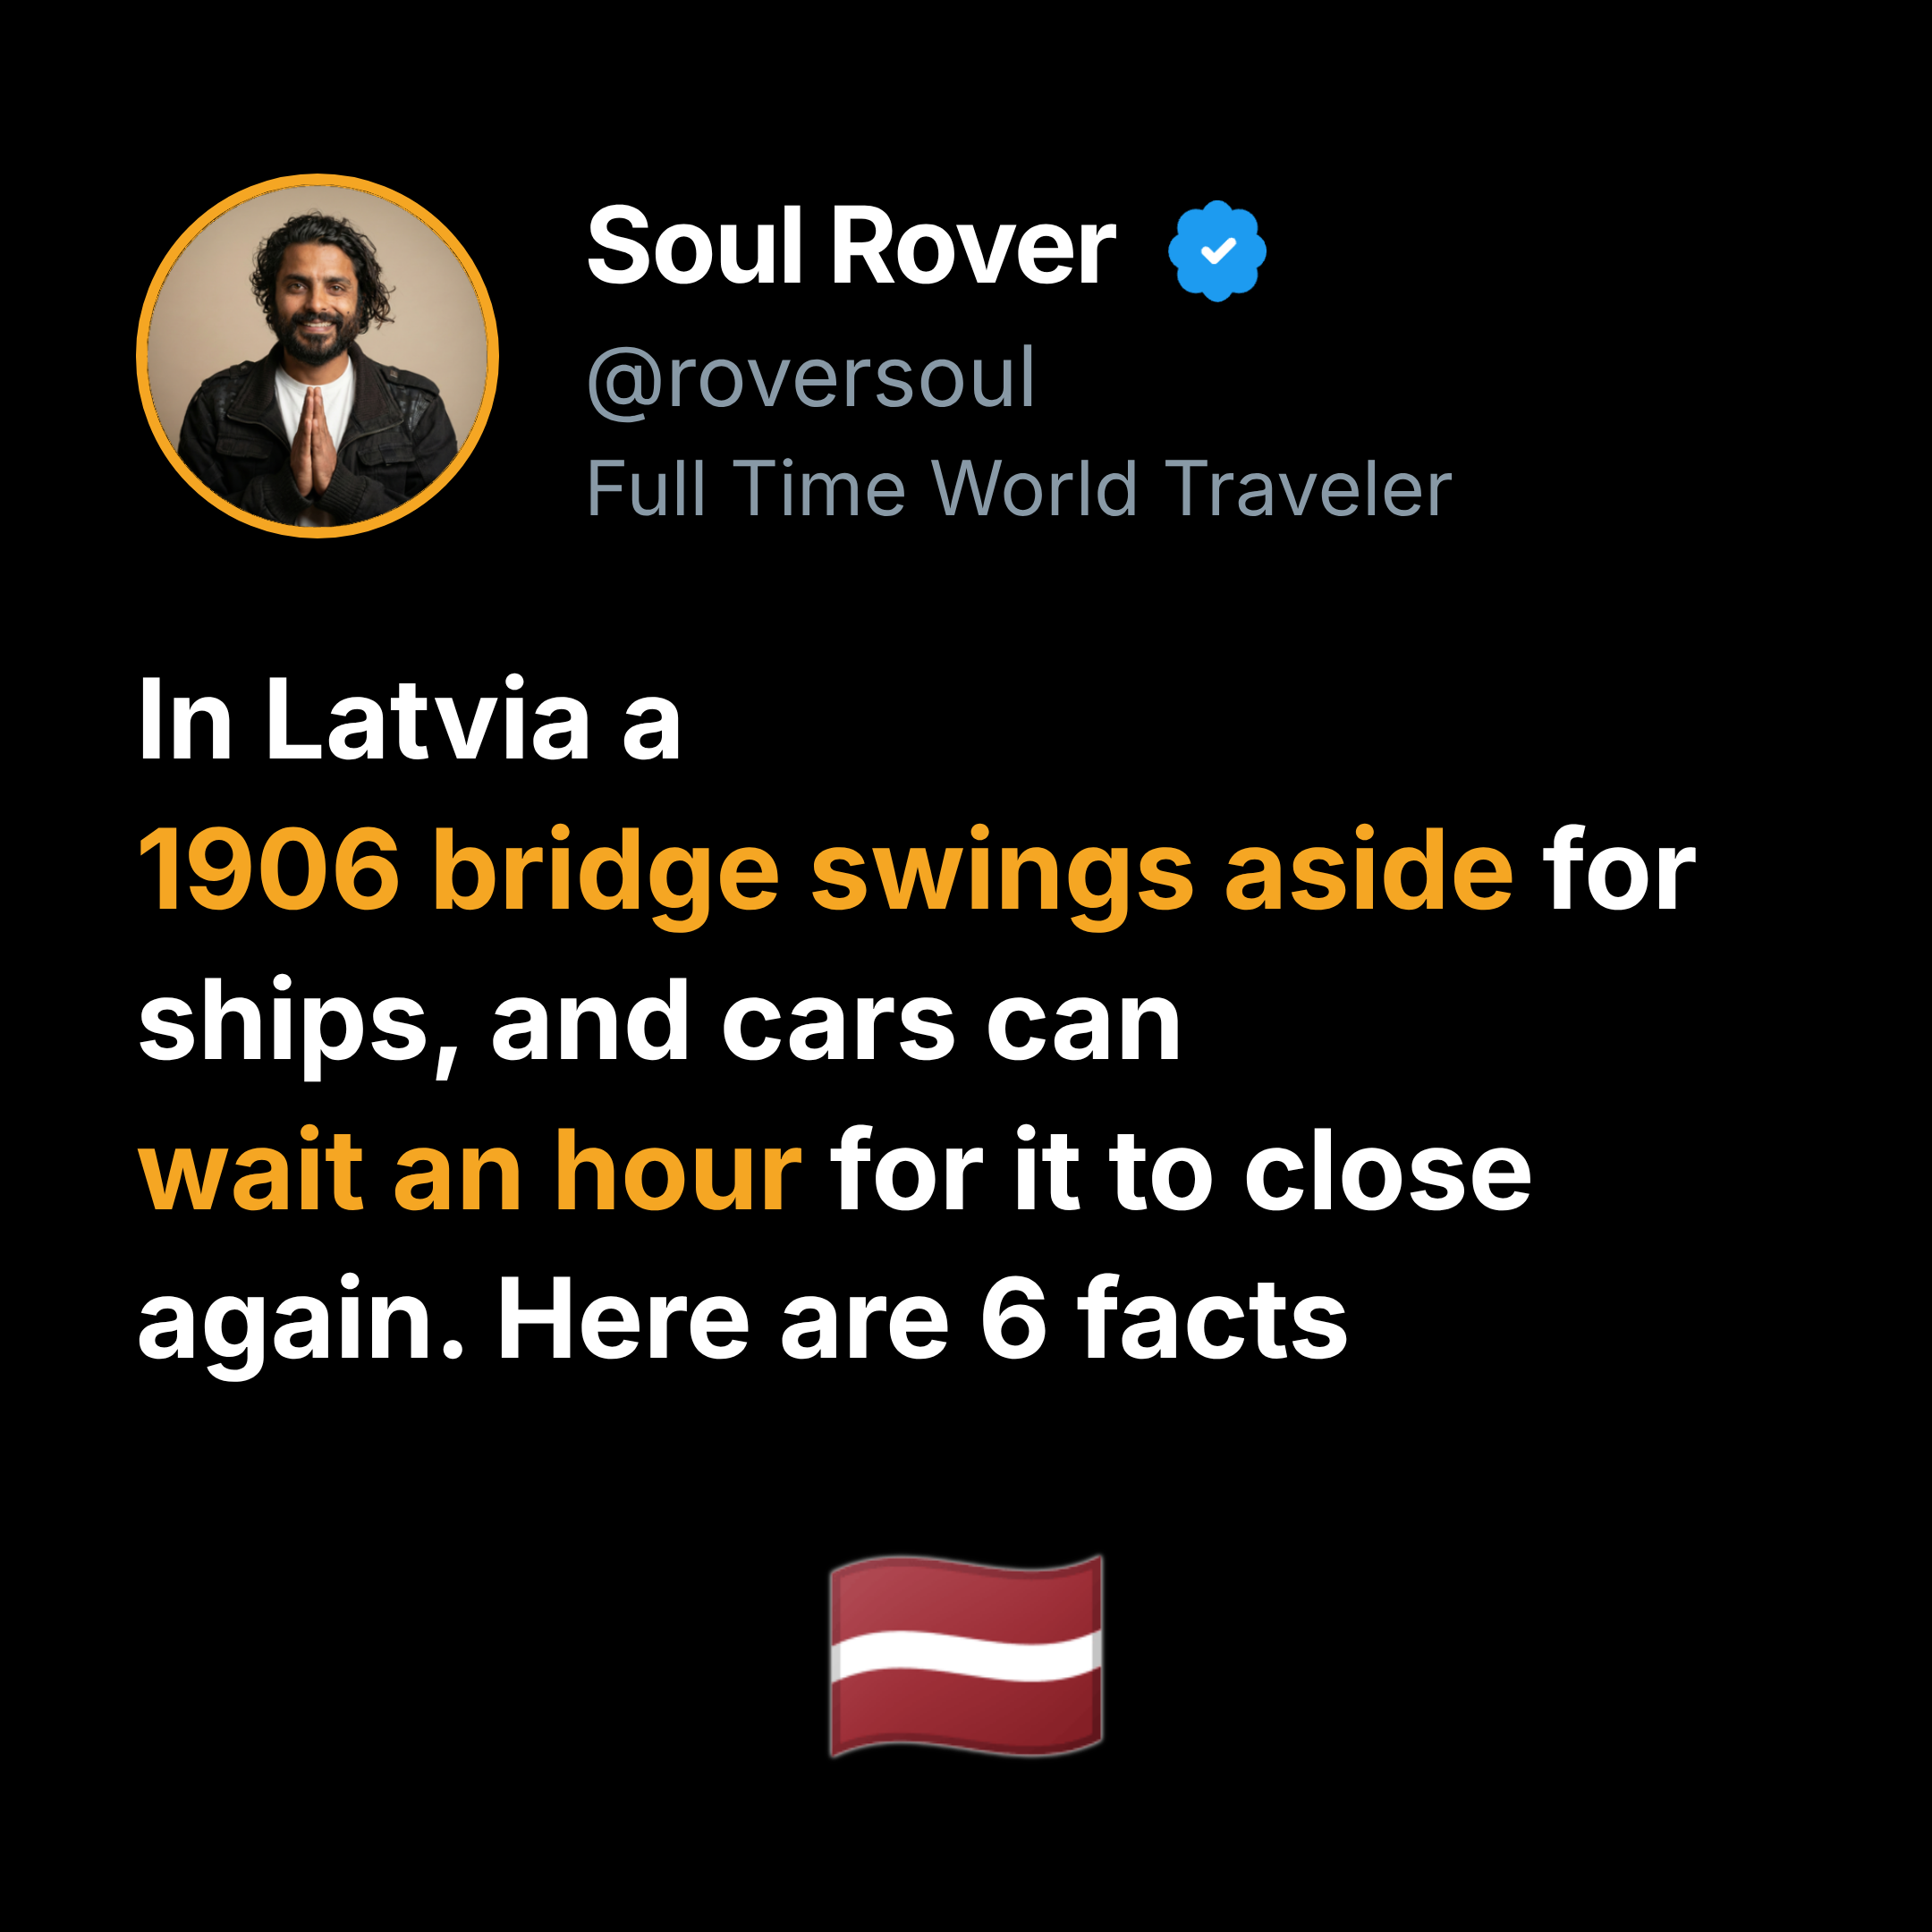 Soul Rover
@roversoul
Full Time World Traveler
In Latvia a
1906 bridge swings aside for
ships, and cars can
wait an hour for it to close
again. Here are 6 facts